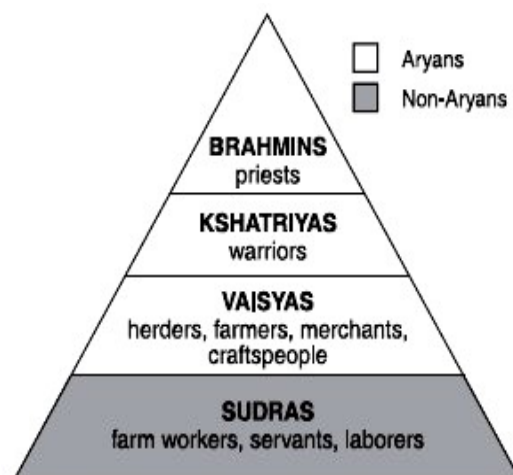 Aryans
Non-Aryans
BRAHMINS
priests
KSHATRIYAS
warriors
VAISYAS
herders, farmers, merchants,
craftspeople
SUDRAS
farm workers, servants, laborers